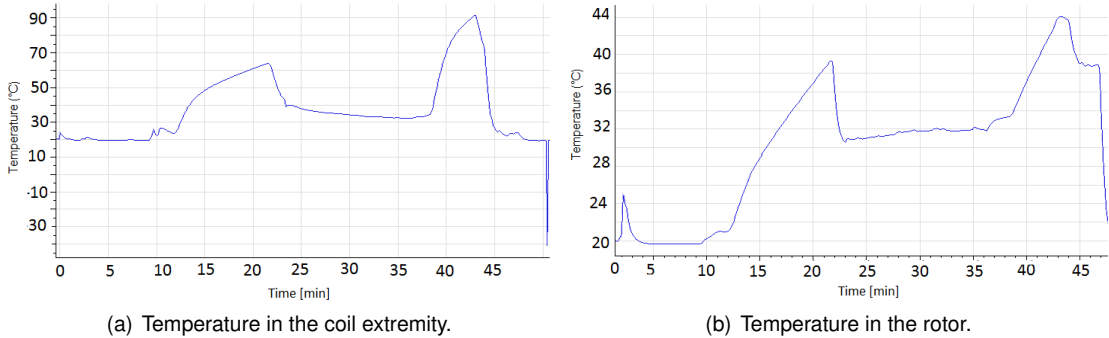 90
70
50
30
10
-10
30
Temperature (°C)
0 5 10 15 20 25 30 35 40 45
Time [min]
(a) Temperature in the coil extremity.
44
40
36
32
28
24
20
Temperature (°C)
0 5 10 15 20 25 30 35 40 45
Time [min]
(b) Temperature in the rotor.